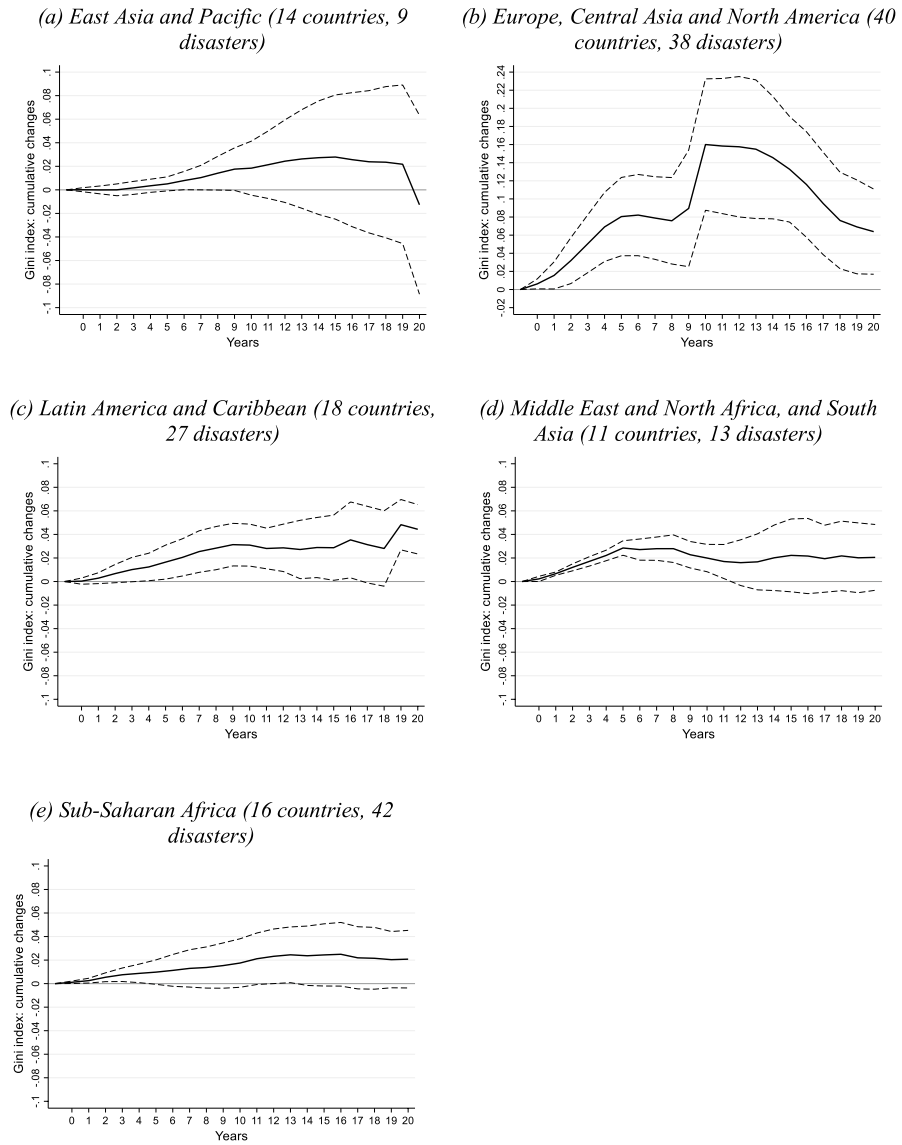 (a) East Asia and Pacific (14 countries, 9
disasters)
Gini index: cumulative changes
.1
.08
.06
.04
.02
0
-.02
-.04
-.06
-.08
-.1
0 1 2 3 4 5 6 7 8 9 10 11 12 13 14 15 16 17 18 19 20
Years
(b) Europe, Central Asia and North America (40
countries, 38 disasters)
Gini index: cumulative changes
.24
.22
.2
.18
.16
.14
.12
.1
.08
.06
.04
.02
0
-.02
0 1 2 3 4 5 6 7 8 9 10 11 12 13 14 15 16 17 18 19 20
Years
(c) Latin America and Caribbean (18 countries,
27 disasters)
Gini index: cumulative changes
.1
.08
.06
.04
.02
0
-.02
-.04
-.06
-.08
-.1
0 1 2 3 4 5 6 7 8 9 10 11 12 13 14 15 16 17 18 19 20
Years
(d) Middle East and North Africa, and South
Asia (11 countries, 13 disasters)
Gini index: cumulative changes
.1
.08
.06
.04
.02
0
-.02
-.04
-.06
-.08
-.1
0 1 2 3 4 5 6 7 8 9 10 11 12 13 14 15 16 17 18 19 20
Years
(e) Sub-Saharan Africa (16 countries, 42
disasters)
Gini index: cumulative changes
.1
.08
.06
.04
.02
0
-.02
-.04
-.06
-.08
-.1
0 1 2 3 4 5 6 7 8 9 10 11 12 13 14 15 16 17 18 19 20
Years